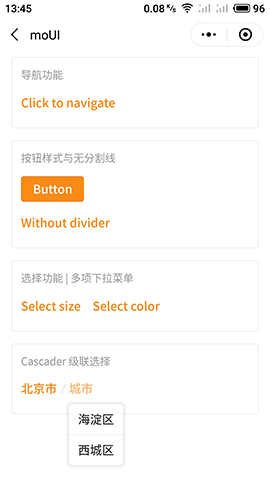 13:45 0.08 K/s 96
moUI
导航功能
Click to navigate
按钮样式与无分割线
Button
Without divider
选择功能 | 多项下拉菜单
Select size Select color
Cascader 级联选择
北京市 / 城市
海淀区
西城区